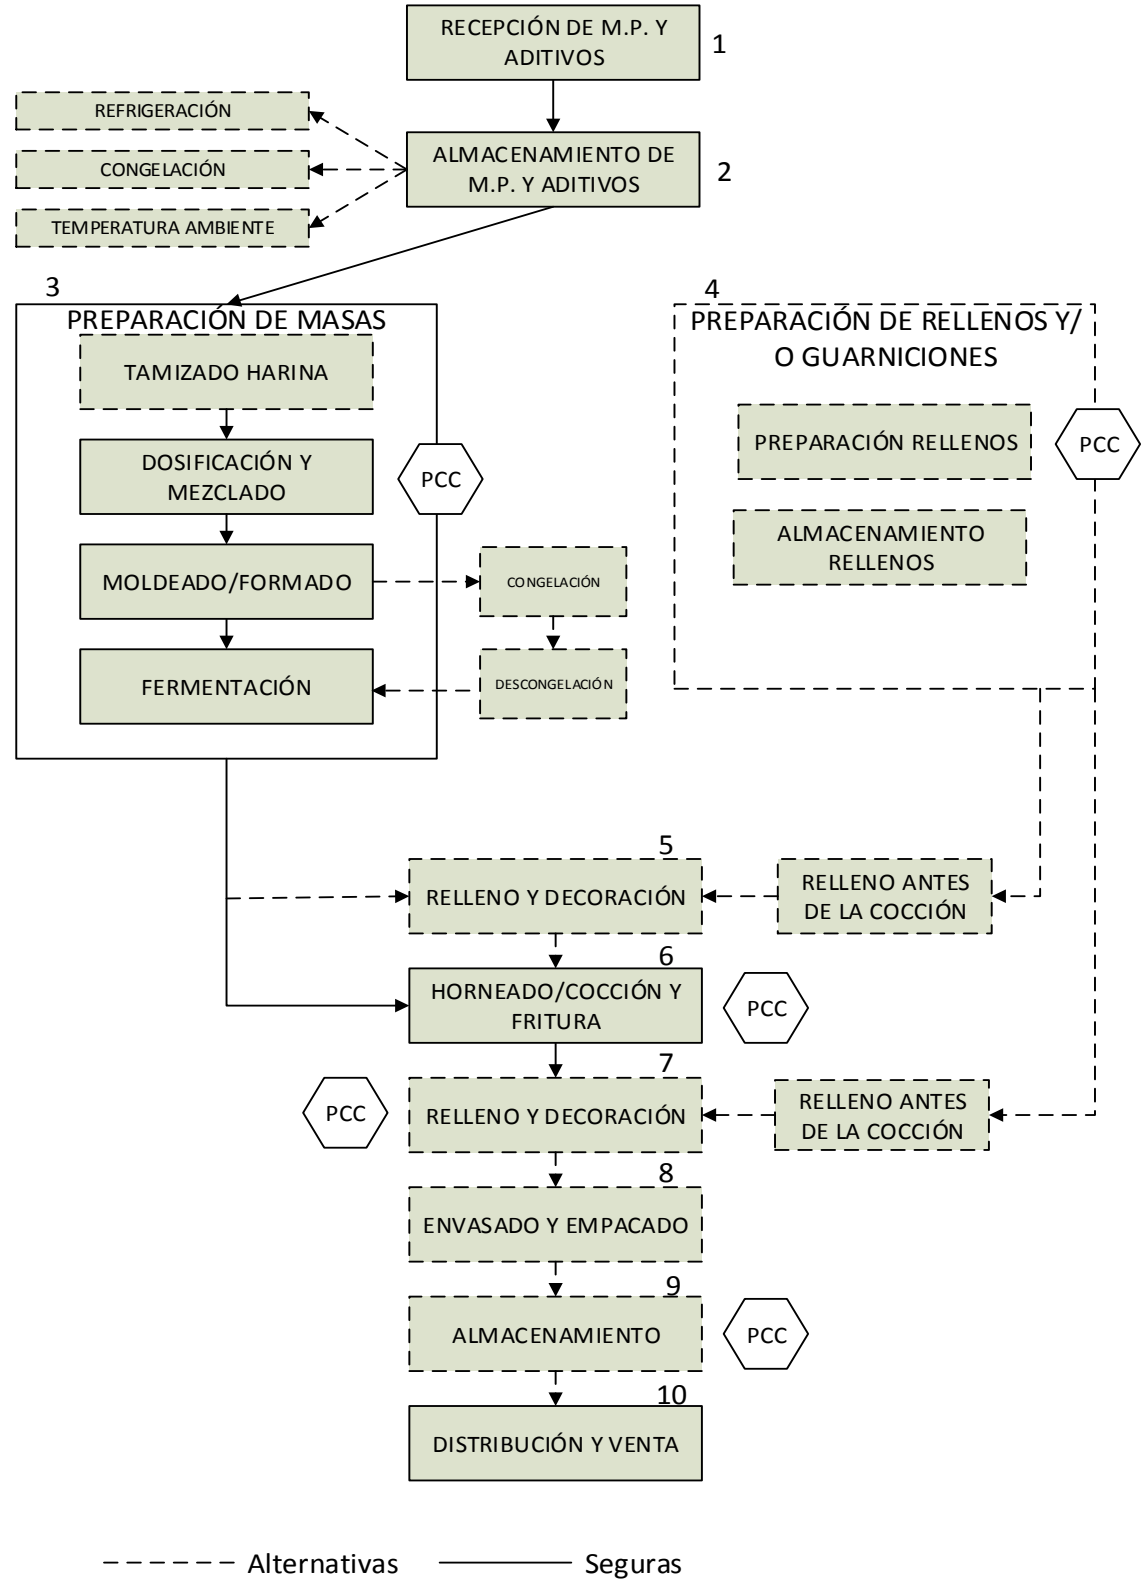 RECEPCIÓN DE M.P. Y
ADITIVOS
1
REFRIGERACIÓN
CONGELACIÓN
TEMPERATURA AMBIENTE
ALMACENAMIENTO DE
M.P. Y ADITIVOS
2
3
PREPARACIÓN DE MASAS
TAMIZADO HARINA
DOSIFICACIÓN Y
MEZCLADO
PCC
MOLDEADO/FORMADO
CONGELACIÓN
FERMENTACIÓN
DESCONGELACIÓN
4
PREPARACIÓN DE RELLENOS Y/
O GUARNICIONES
PREPARACIÓN RELLENOS
PCC
ALMACENAMIENTO
RELLENOS
5
RELLENO Y DECORACIÓN
RELLENO ANTES
DE LA COCCIÓN
6
HORNEADO/COCCIÓN Y
FRITURA
PCC
7
PCC
RELLENO Y DECORACIÓN
RELLENO ANTES
DE LA COCCIÓN
8
ENVASADO Y EMPACADO
9
ALMACENAMIENTO
PCC
10
DISTRIBUCIÓN Y VENTA
Alternativas
Seguras